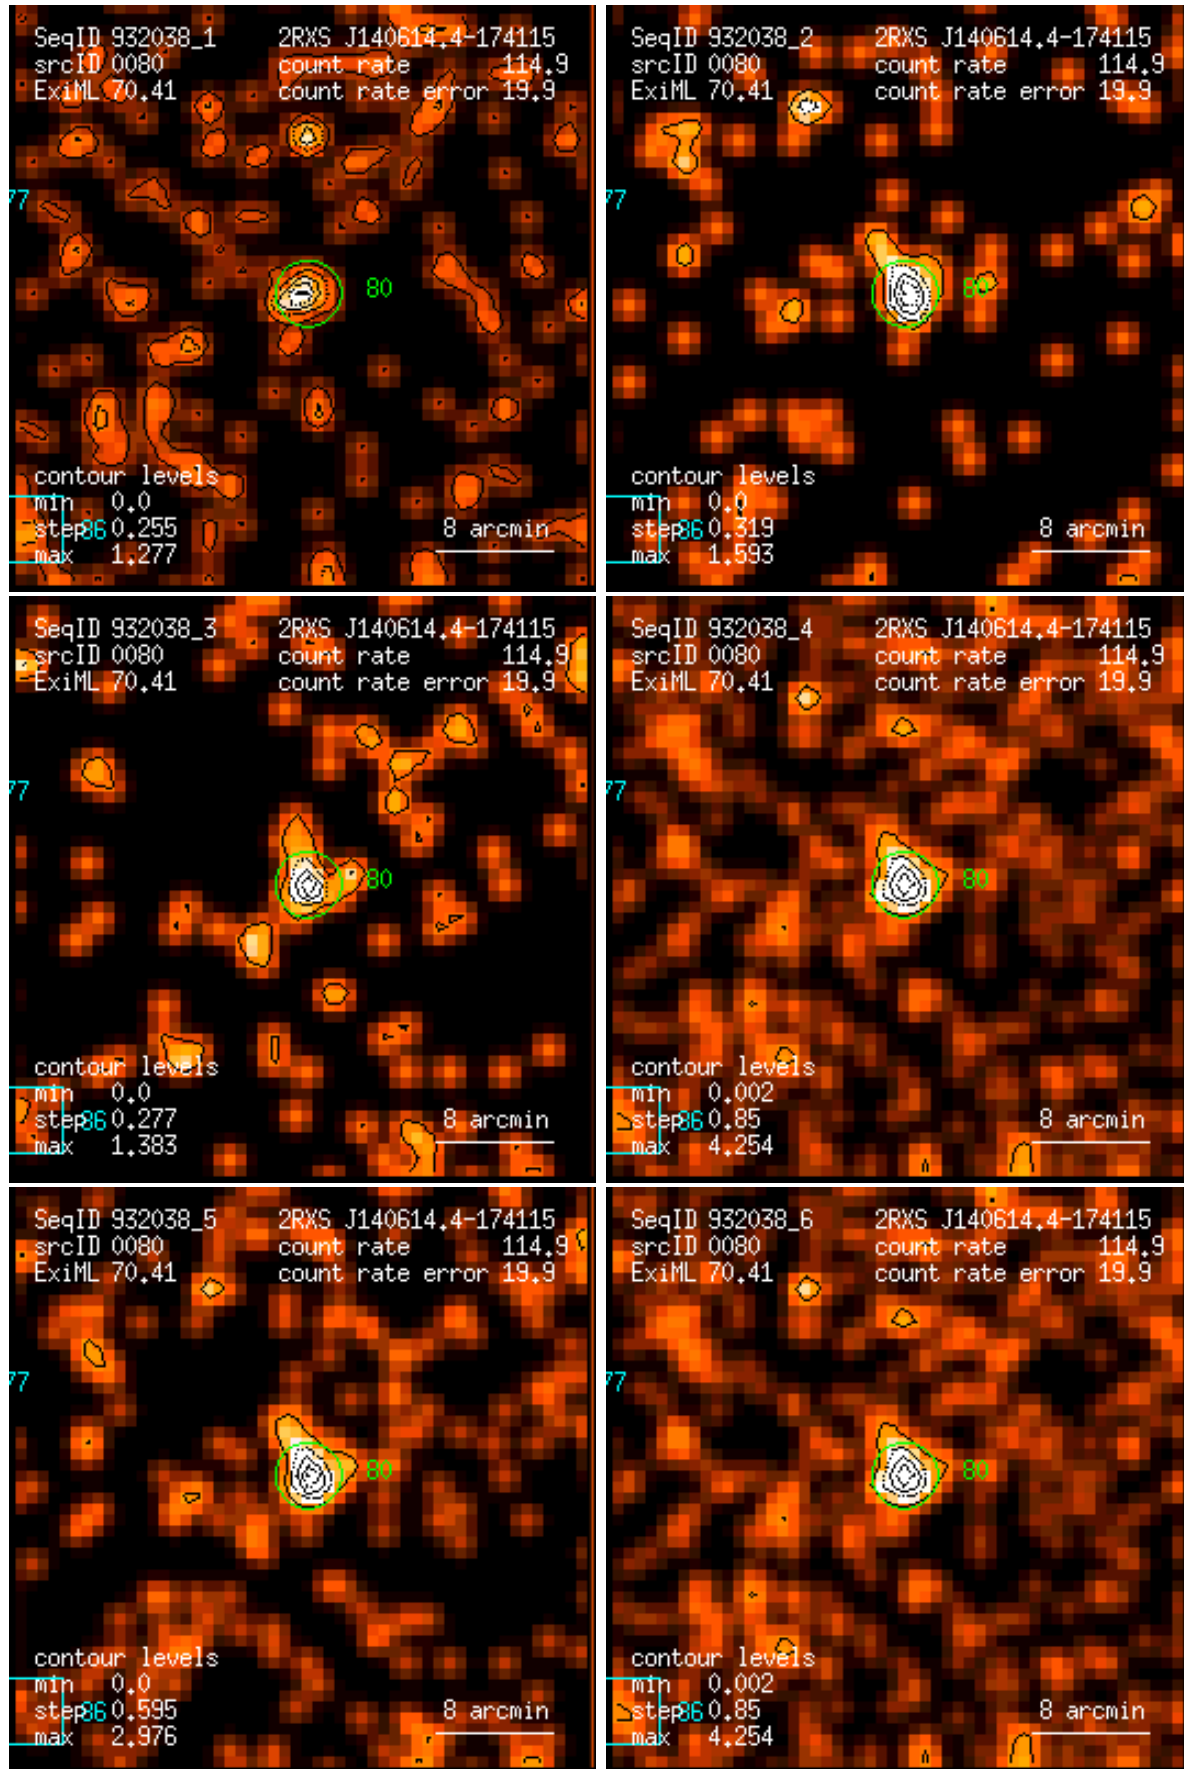 SeqID 932038_1 2RXS J140614.4-174115
srcID 0080 count rate 114.9
ExiML 70.41 count rate error 19.9
77
80
contour levels
min 0.0
step 0.255 86 8 arcmin
max 1.277
SeqID 932038_2 2RXS J140614.4-174115
srcID 0080 count rate 114.9
ExiML 70.41 count rate error 19.9
77
80
contour levels
min 0.0
step 0.319 86 8 arcmin
max 1.593
SeqID 932038_3 2RXS J140614.4-174115
srcID 0080 count rate 114.9
ExiML 70.41 count rate error 19.9
77
80
contour levels
min 0.0
step 0.277 86 8 arcmin
max 1.383
SeqID 932038_4 2RXS J140614.4-174115
srcID 0080 count rate 114.9
ExiML 70.41 count rate error 19.9
77
80
contour levels
min 0.002
step 0.85 86 8 arcmin
max 4.254
SeqID 932038_5 2RXS J140614.4-174115
srcID 0080 count rate 114.9
ExiML 70.41 count rate error 19.9
77
80
contour levels
min 0.0
step 0.595 86 8 arcmin
max 2.976
SeqID 932038_6 2RXS J140614.4-174115
srcID 0080 count rate 114.9
ExiML 70.41 count rate error 19.9
77
80
contour levels
min 0.002
step 0.85 86 8 arcmin
max 4.254